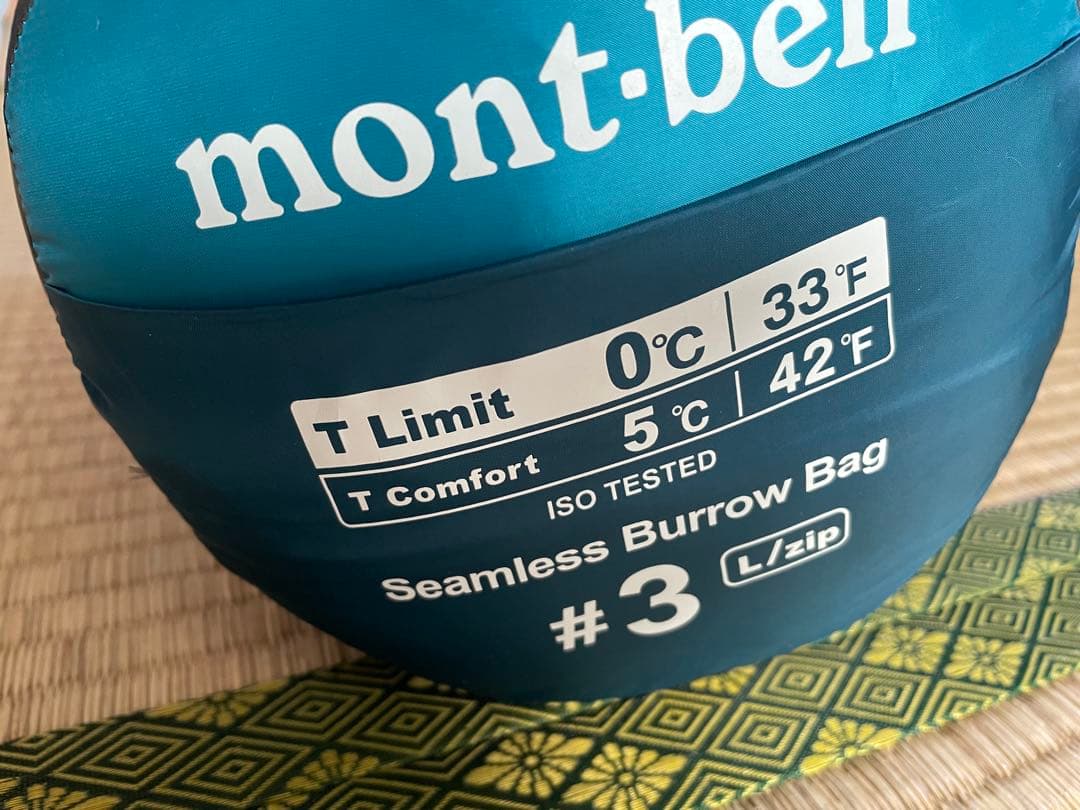 mont-bell
T Limit 0℃ | 33°F
T Comfort 5℃ | 42°F
ISO TESTED
Seamless Burrow Bag
#3 L/zip